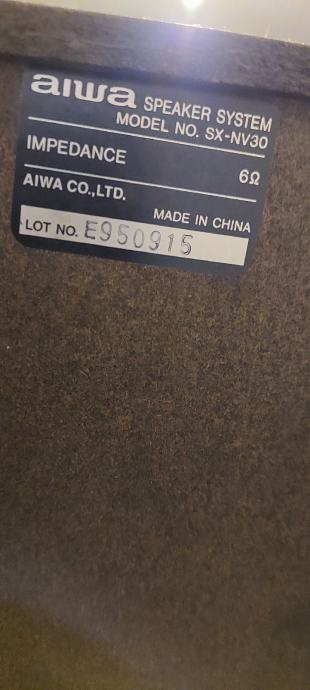 aiwa SPEAKER SYSTEM
MODEL NO. SX-NV30
IMPEDANCE 6Ω
AIWA CO.,LTD.
MADE IN CHINA
LOT NO. E950915